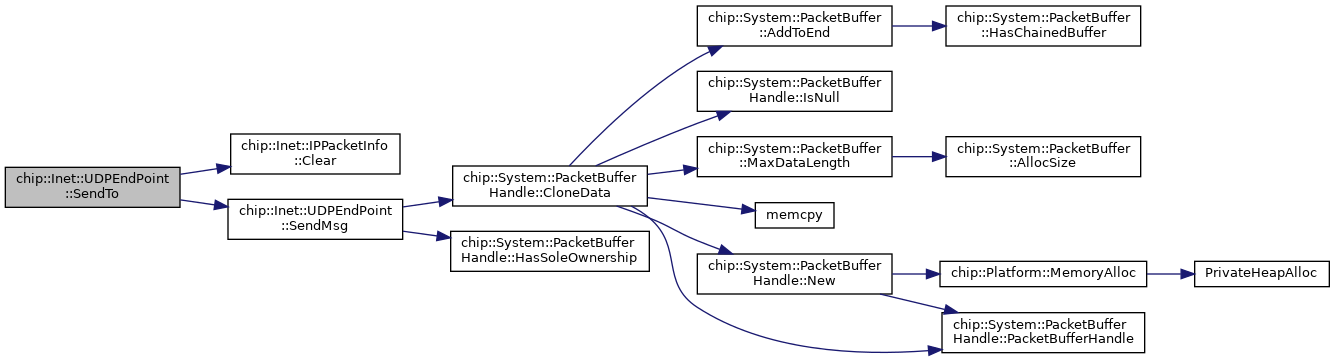 chip::Inet::UDPEndPoint
::SendTo
chip::Inet::IPPacketInfo
::Clear
chip::Inet::UDPEndPoint
::SendMsg
chip::System::PacketBuffer
Handle::CloneData
chip::System::PacketBuffer
Handle::HasSoleOwnership
chip::System::PacketBuffer
::AddToEnd
chip::System::PacketBuffer
::HasChainedBuffer
chip::System::PacketBuffer
Handle::IsNull
chip::System::PacketBuffer
::MaxDataLength
chip::System::PacketBuffer
::AllocSize
memcpy
chip::System::PacketBuffer
Handle::New
chip::Platform::MemoryAlloc
PrivateHeapAlloc
chip::System::PacketBuffer
Handle::PacketBufferHandle